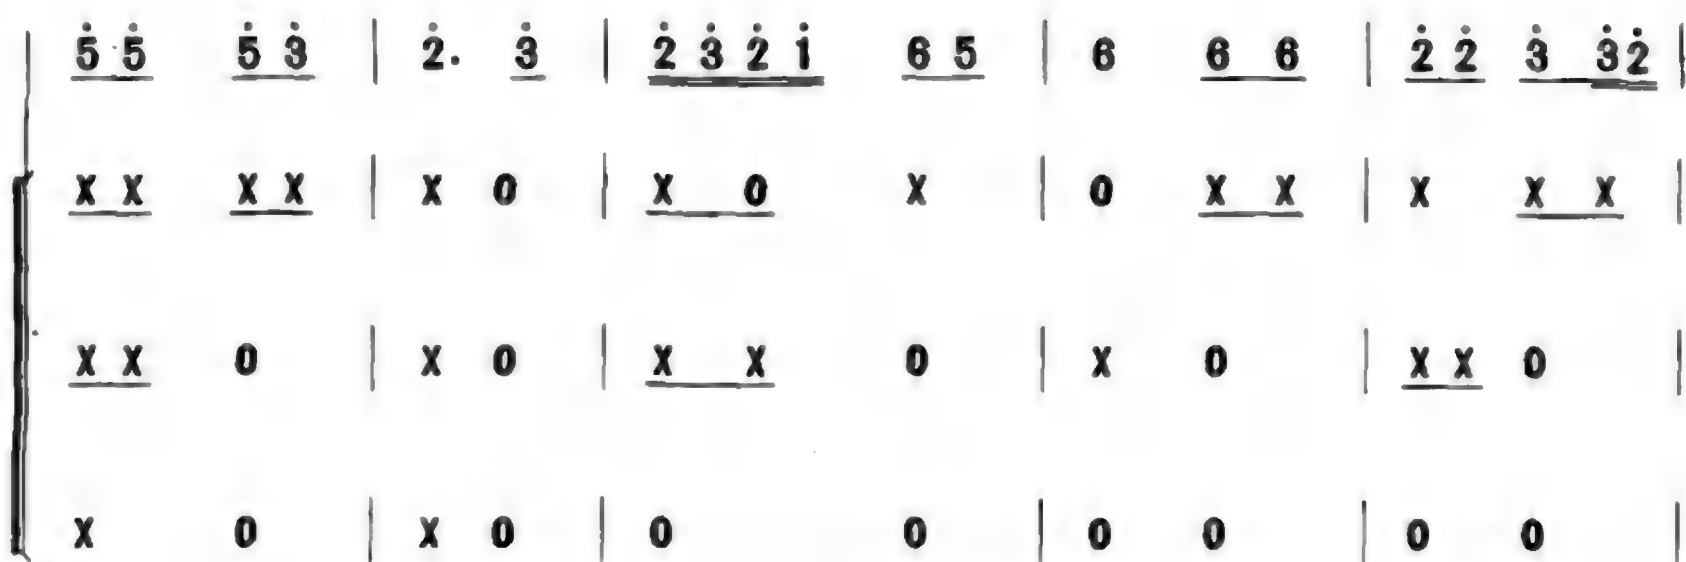 | 5̇ 5̇ 5̇ 3̇ | 2̇. 3̇ | 2̇ 3̇ 2̇ 1̇ 6 5 | 6 6 6 | 2̇ 2̇ 3̇ 3̇ 2̇ |
X X X X | X 0 | X 0 X | 0 X X | X X X |
X X 0 | X 0 | X X 0 | X 0 | X X 0 |
X 0 | X 0 | 0 0 | 0 0 | 0 0 |